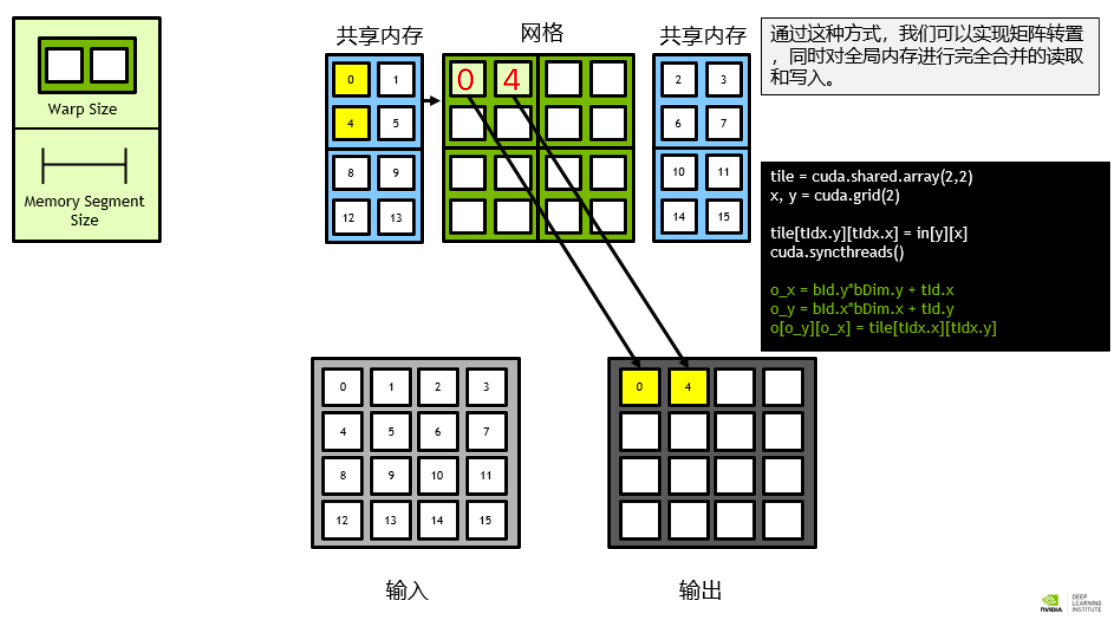 Warp Size
Memory Segment
Size
共享内存
网格
共享内存
0 1
4 5
8 9
12 13
0 4
2 3
6 7
10 11
14 15
通过这种方式，我们可以实现矩阵转置
，同时对全局内存进行完全合并的读取
和写入。
tile = cuda.shared.array(2,2)
x, y = cuda.grid(2)
tile[tIdx.y][tIdx.x] = in[y][x]
cuda.syncthreads()
o_x = bId.y*bDim.y + tId.x
o_y = bId.x*bDim.x + tId.y
o[o_y][o_x] = tile[tIdx.x][tIdx.y]
0 1 2 3
4 5 6 7
8 9 10 11
12 13 14 15
0 4
输入
输出
NVIDIA
DEEP
LEARNING
INSTITUTE